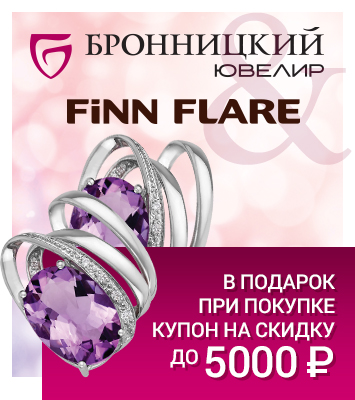 БРОННИЦКИЙ
ЮВЕЛИР
&
FiNN FLARE
В ПОДАРОК
ПРИ ПОКУПКЕ
КУПОН НА СКИДКУ
ДО 5000 ₽